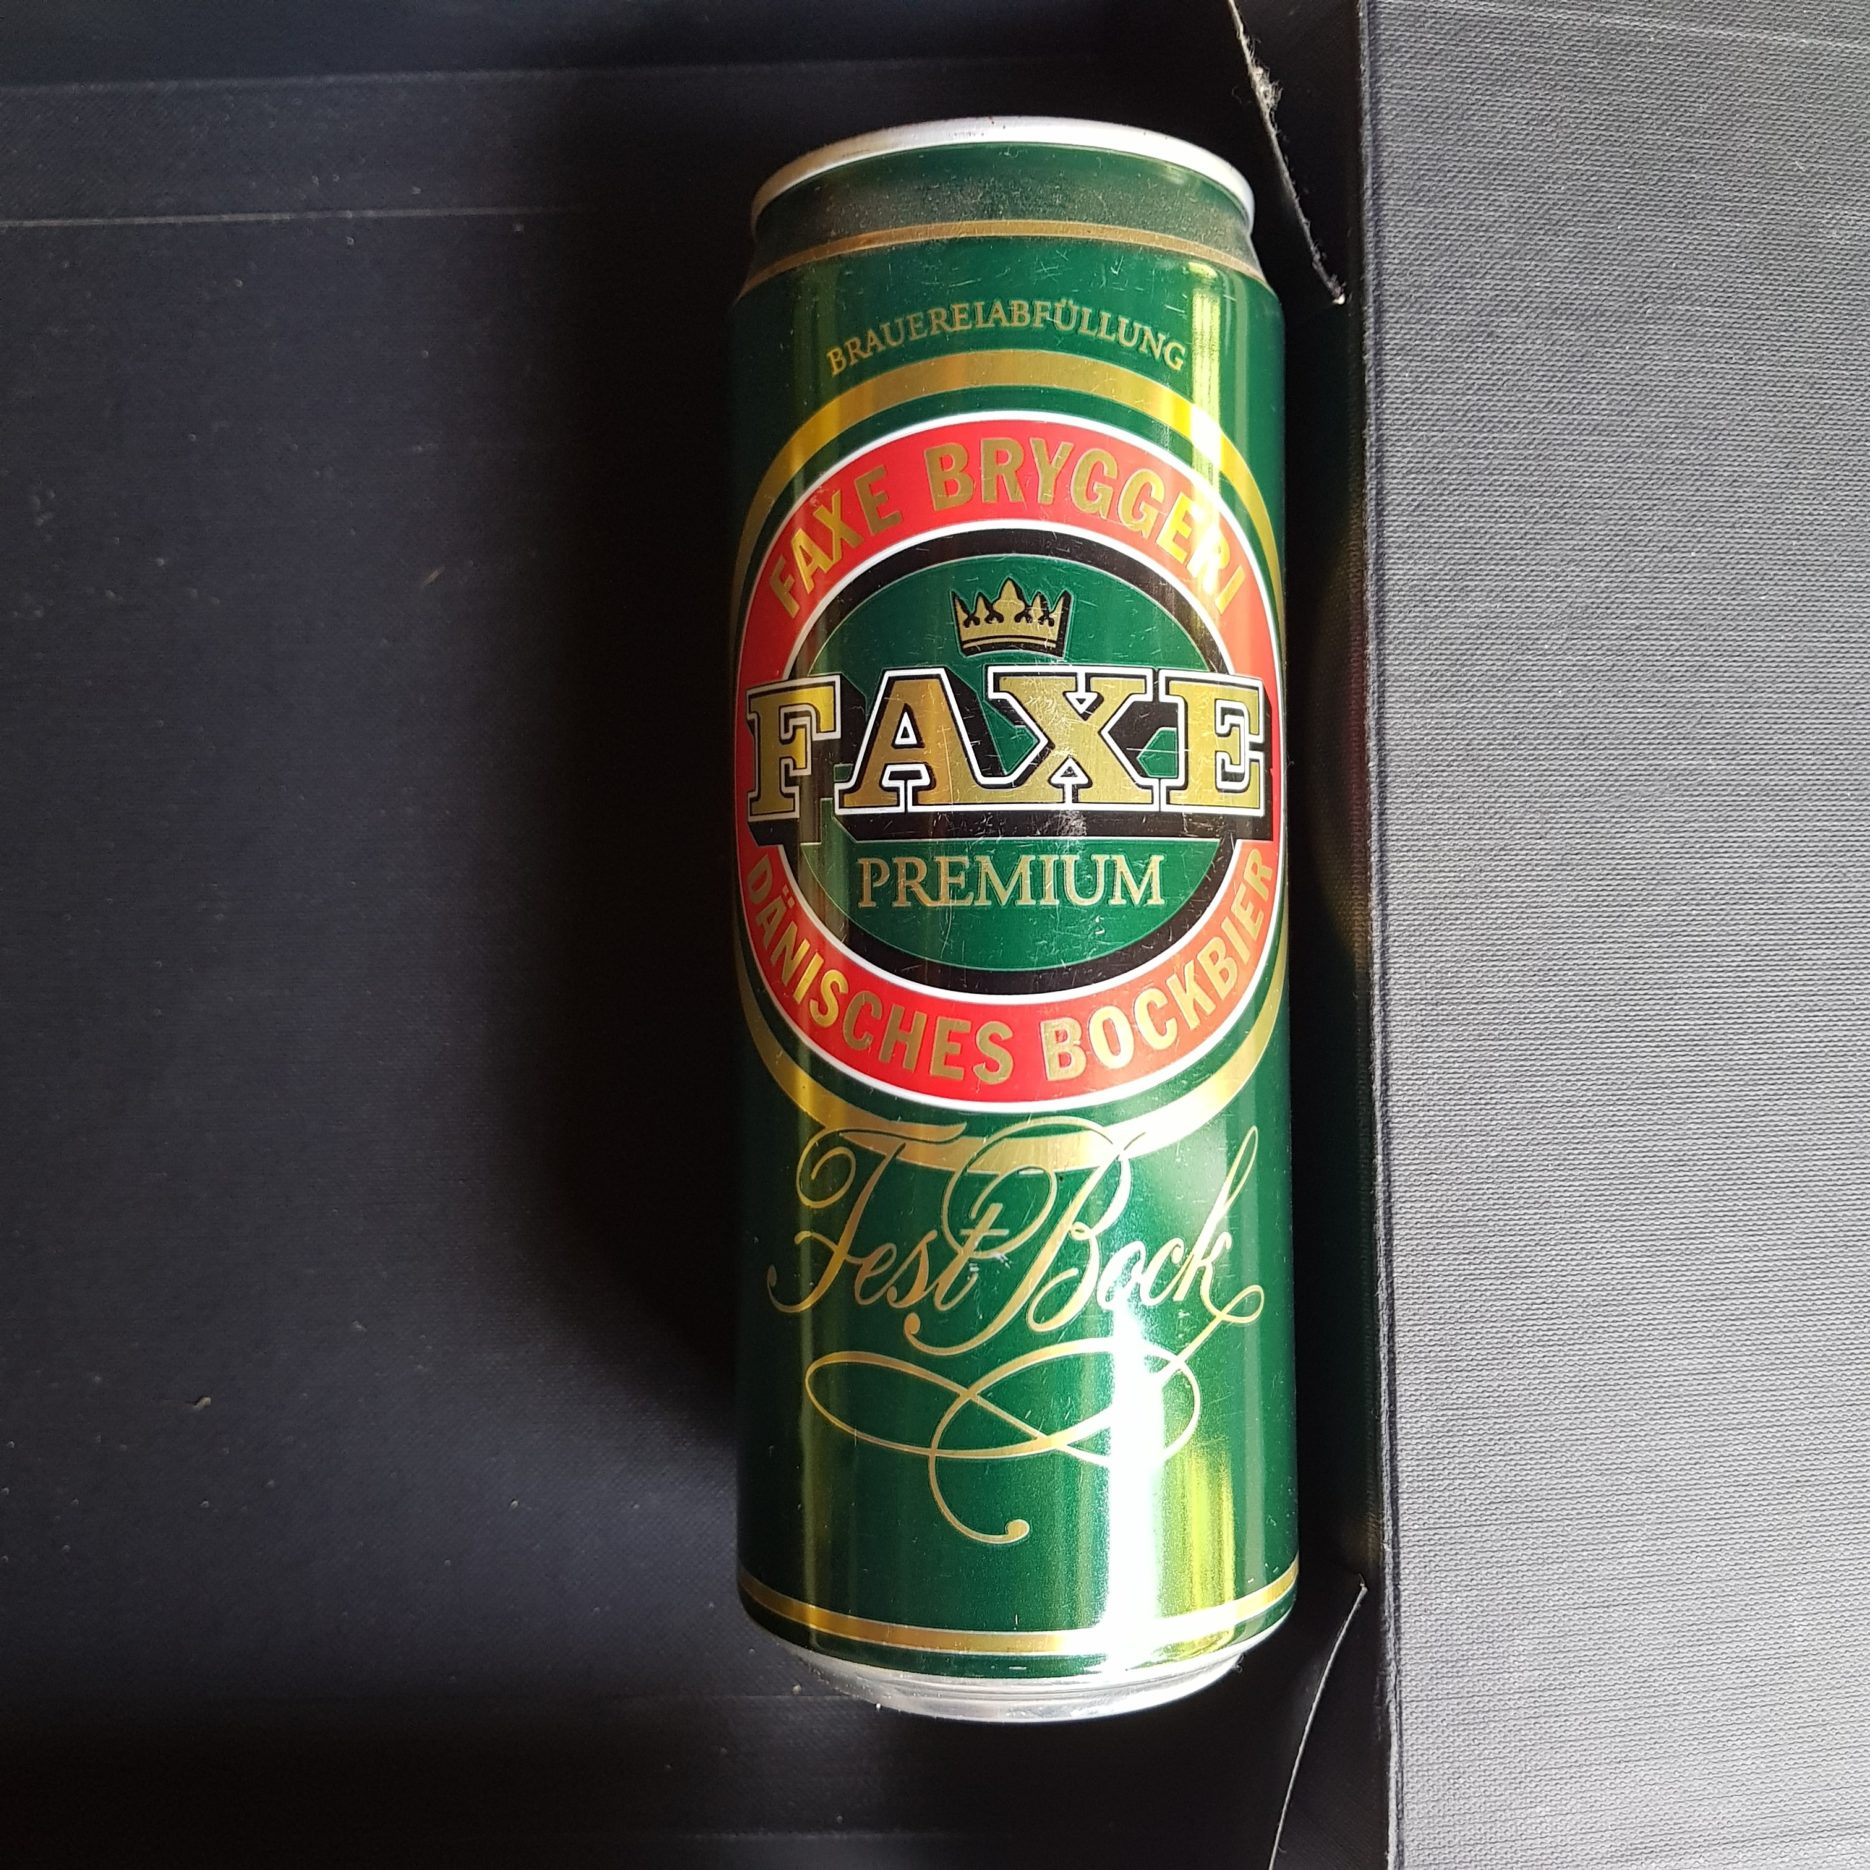 BRAUEREIABFÜLLUNG
FAXE BRYGGERI
FAXE
PREMIUM
DÄNISCHES BOCKBIER
Fest Bock